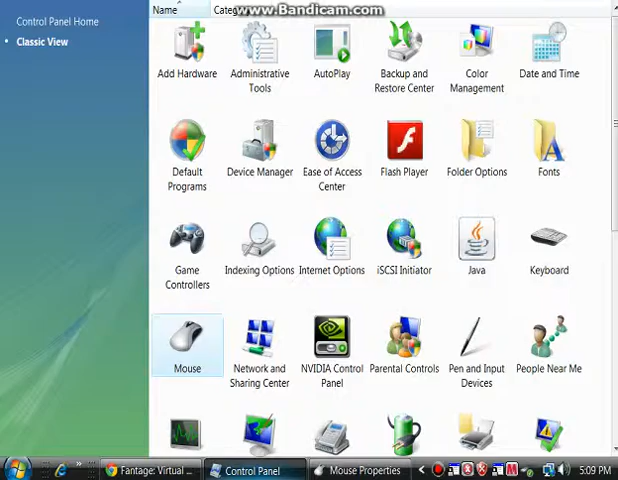 www.Bandicam.com
Control Panel Home
Classic View
Name
Categ
Add Hardware
Administrative
Tools
AutoPlay
Backup and
Restore Center
Color
Management
Date and Time
Default
Programs
Device Manager
Ease of Access
Center
Flash Player
Folder Options
Fonts
Game
Controllers
Indexing Options
Internet Options
iSCSI Initiator
Java
Keyboard
Mouse
Network and
Sharing Center
NVIDIA Control
Panel
Parental Controls
Pen and Input
Devices
People Near Me
Fantage: Virtual ...
Control Panel
Mouse Properties
5:09 PM